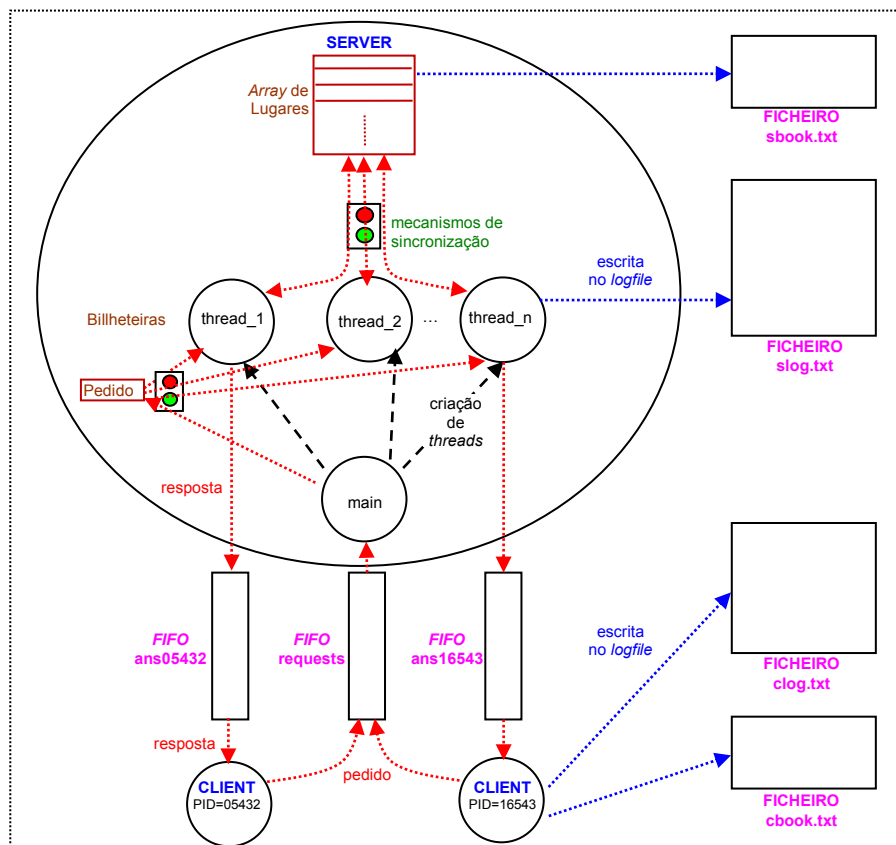 SERVER
Array de
Lugares
FICHEIRO
sbook.txt
mecanismos de
sincronização
escrita
no logfile
Billheteiras
thread_1
thread_2
...
thread_n
FICHEIRO
slog.txt
Pedido
criação
de
threads
resposta
main
FIFO
ans05432
FIFO
requests
FIFO
ans16543
escrita
no logfile
FICHEIRO
clog.txt
resposta
pedido
CLIENT
PID=05432
CLIENT
PID=16543
FICHEIRO
cbook.txt